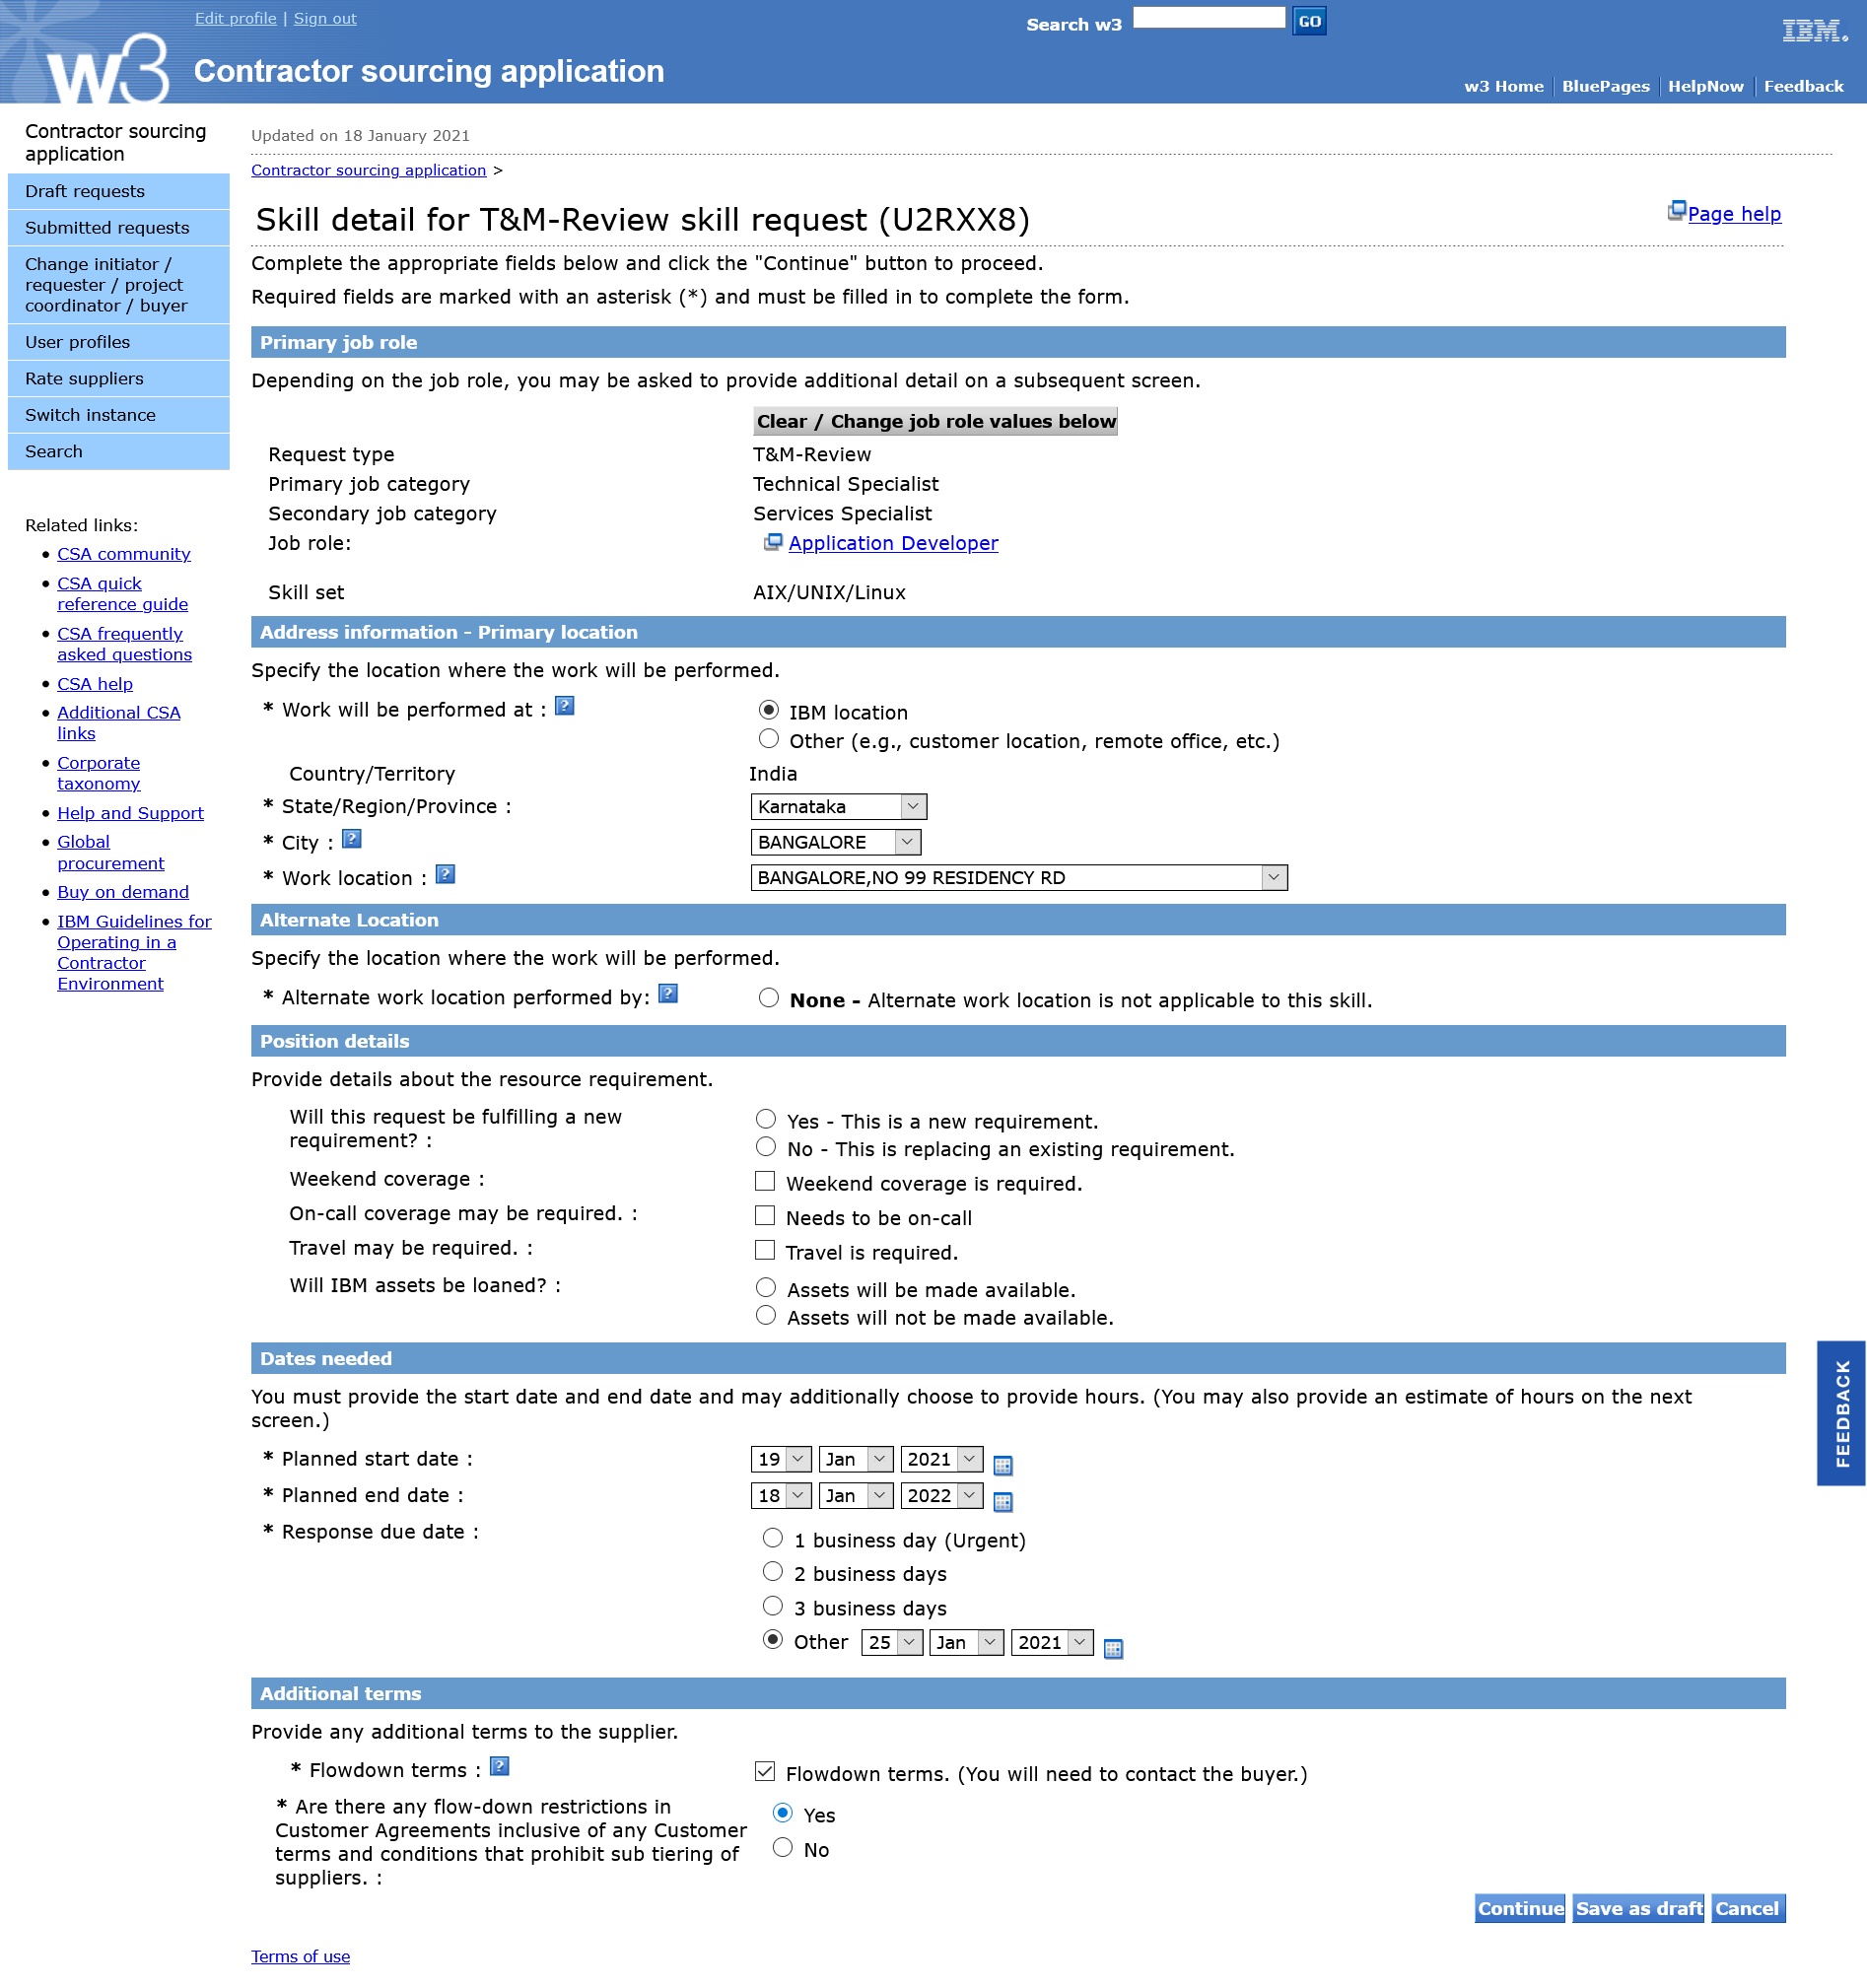 Edit profile | Sign out
Search w3
GO
IBM.
w3
Contractor sourcing application
w3 Home | BluePages | HelpNow | Feedback
Contractor sourcing
application
Draft requests
Submitted requests
Change initiator /
requester / project
coordinator / buyer
User profiles
Rate suppliers
Switch instance
Search
Related links:
CSA community
CSA quick
reference guide
CSA frequently
asked questions
CSA help
Additional CSA
links
Corporate
taxonomy
Help and Support
Global
procurement
Buy on demand
IBM Guidelines for
Operating in a
Contractor
Environment
Updated on 18 January 2021
Contractor sourcing application >
Skill detail for T&M-Review skill request (U2RXX8)
Page help
Complete the appropriate fields below and click the "Continue" button to proceed.
Required fields are marked with an asterisk (*) and must be filled in to complete the form.
Primary job role
Depending on the job role, you may be asked to provide additional detail on a subsequent screen.
Clear / Change job role values below
Request type T&M-Review
Primary job category Technical Specialist
Secondary job category Services Specialist
Job role: Application Developer
Skill set AIX/UNIX/Linux
Address information - Primary location
Specify the location where the work will be performed.
* Work will be performed at : ? IBM location
Other (e.g., customer location, remote office, etc.)
Country/Territory India
* State/Region/Province : Karnataka
* City : ? BANGALORE
* Work location : ? BANGALORE,NO 99 RESIDENCY RD
Alternate Location
Specify the location where the work will be performed.
* Alternate work location performed by: ? None - Alternate work location is not applicable to this skill.
Position details
Provide details about the resource requirement.
Will this request be fulfilling a new
requirement? :
Yes - This is a new requirement.
No - This is replacing an existing requirement.
Weekend coverage : Weekend coverage is required.
On-call coverage may be required. : Needs to be on-call
Travel may be required. : Travel is required.
Will IBM assets be loaned? : Assets will be made available.
Assets will not be made available.
Dates needed
You must provide the start date and end date and may additionally choose to provide hours. (You may also provide an estimate of hours on the next
screen.)
* Planned start date : 19 Jan 2021
* Planned end date : 18 Jan 2022
* Response due date : 1 business day (Urgent)
2 business days
3 business days
Other 25 Jan 2021
FEEDBACK
Additional terms
Provide any additional terms to the supplier.
* Flowdown terms : ? Flowdown terms. (You will need to contact the buyer.)
* Are there any flow-down restrictions in
Customer Agreements inclusive of any Customer
terms and conditions that prohibit sub tiering of
suppliers. :
Yes
No
Continue Save as draft Cancel
Terms of use